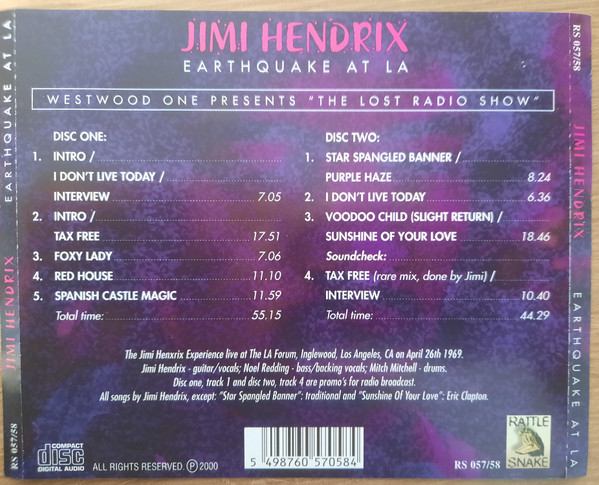 JIMI HENDRIX
EARTHQUAKE AT LA
WESTWOOD ONE PRESENTS "THE LOST RADIO SHOW"
DISC ONE:
1. INTRO /
I DON'T LIVE TODAY /
INTERVIEW 7.05
2. INTRO /
TAX FREE 17.51
3. FOXY LADY 7.06
4. RED HOUSE 11.10
5. SPANISH CASTLE MAGIC 11.59
Total time: 55.15
DISC TWO:
1. STAR SPANGLED BANNER /
PURPLE HAZE 8.24
2. I DON'T LIVE TODAY 6.36
3. VOODOO CHILD (SLIGHT RETURN) /
SUNSHINE OF YOUR LOVE 18.46
Soundcheck:
4. TAX FREE (rare mix, done by Jimi) /
INTERVIEW 10.40
Total time: 44.29
The Jimi Henxrix Experience live at The LA Forum, Inglewood, Los Angeles, CA on April 26th 1969.
Jimi Hendrix - guitar/vocals; Noel Redding - bass/backing vocals; Mitch Mitchell - drums.
Disc one, track 1 and disc two, track 4 are promo's for radio broadcast.
All songs by Jimi Hendrix, except: "Star Spangled Banner": traditional and "Sunshine Of Your Love": Eric Clapton.
COMPACT
disc
DIGITAL AUDIO
ALL RIGHTS RESERVED. Ⓟ 2000
5 498760 570584
RS 057/58
RATTLE
SNAKE
RS 057/58 JIMI HENDRIX EARTHQUAKE AT LA
RS 057/58 JIMI HENDRIX EARTHQUAKE AT LA